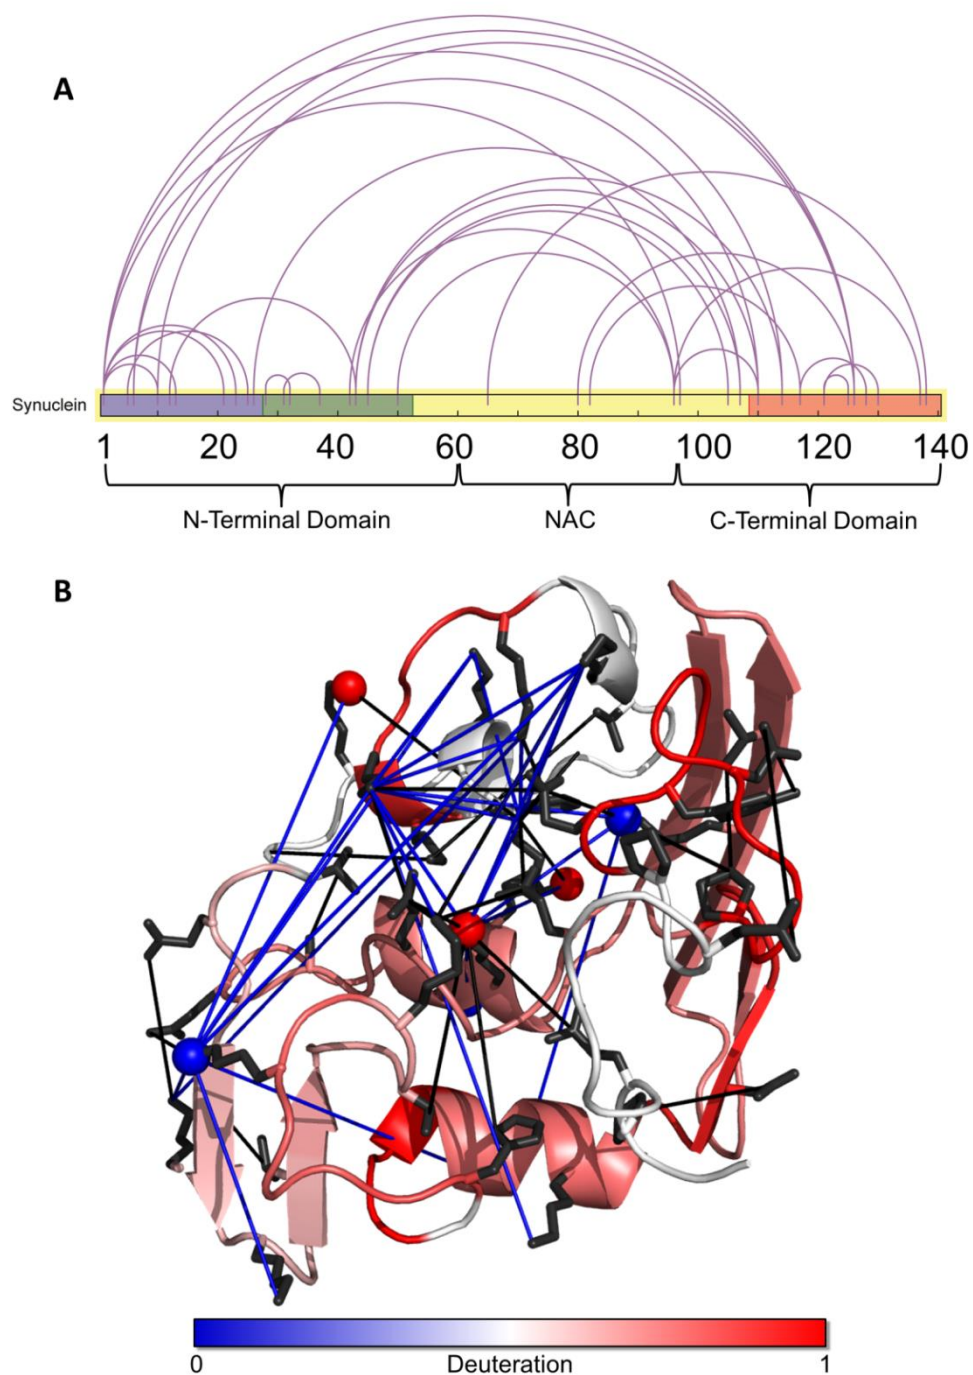 A
Synuclein
1 20 40 60 80 100 120 140
N-Terminal Domain NAC C-Terminal Domain
B
0 Deuteration 1